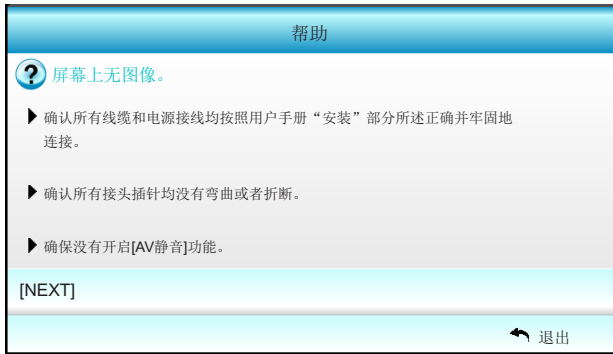 帮助
? 屏幕上无图像。
确认所有线缆和电源接线均按照用户手册“安装”部分所述正确并牢固地
连接。
确认所有接头插针均没有弯曲或者折断。
确保没有开启[AV静音]功能。
[NEXT]
退出